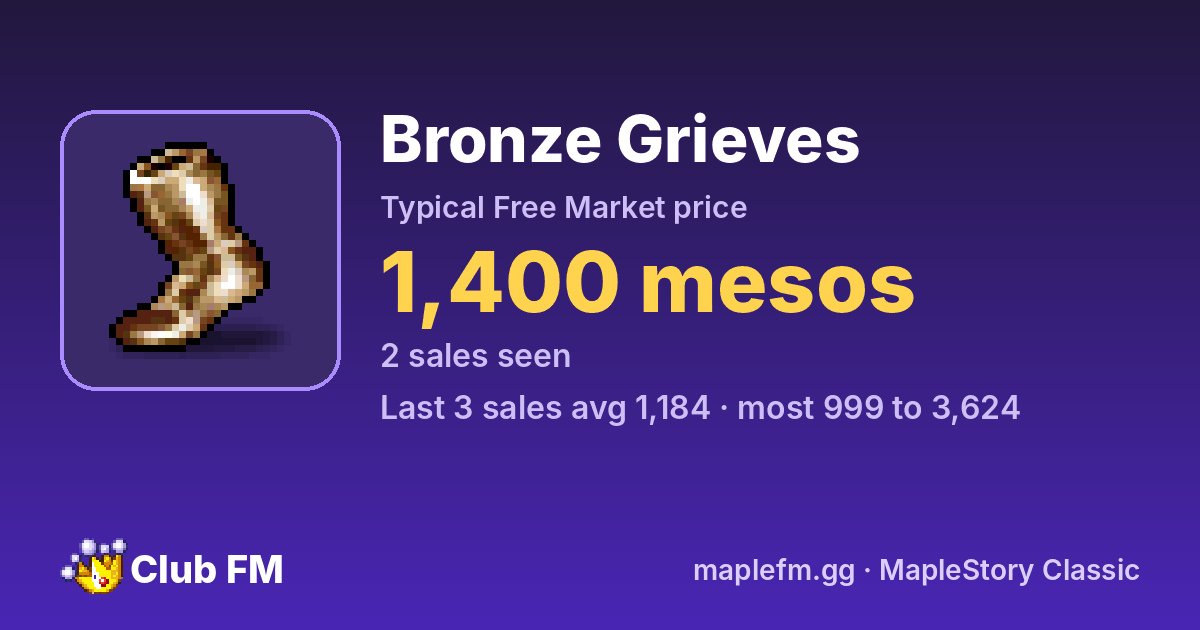 Bronze Grieves
Typical Free Market price
1,400 mesos
2 sales seen
Last 3 sales avg 1,184 · most 999 to 3,624
Club FM
maplefm.gg · MapleStory Classic